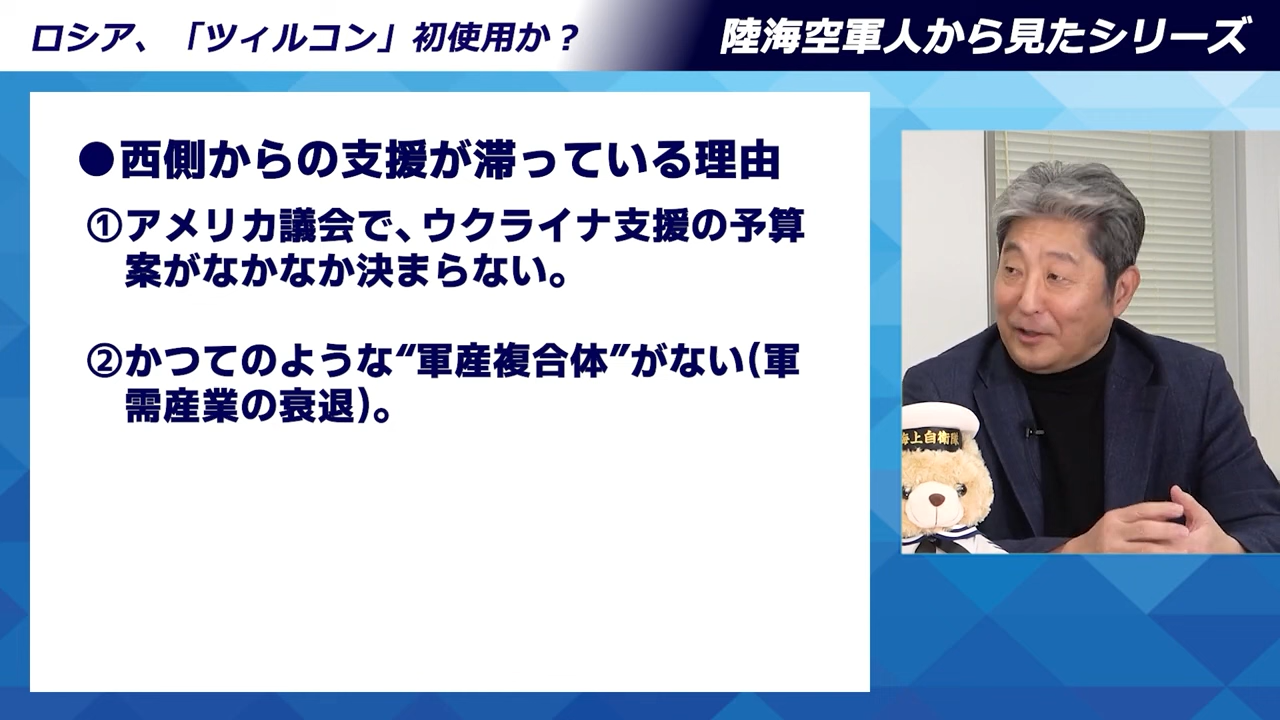 ロシア、「ツィルコン」初使用か？
陸海空軍人から見たシリーズ
●西側からの支援が滞っている理由
①アメリカ議会で、ウクライナ支援の予算
案がなかなか決まらない。
②かつてのような“軍産複合体”がない(軍
需産業の衰退)。
海上自衛隊